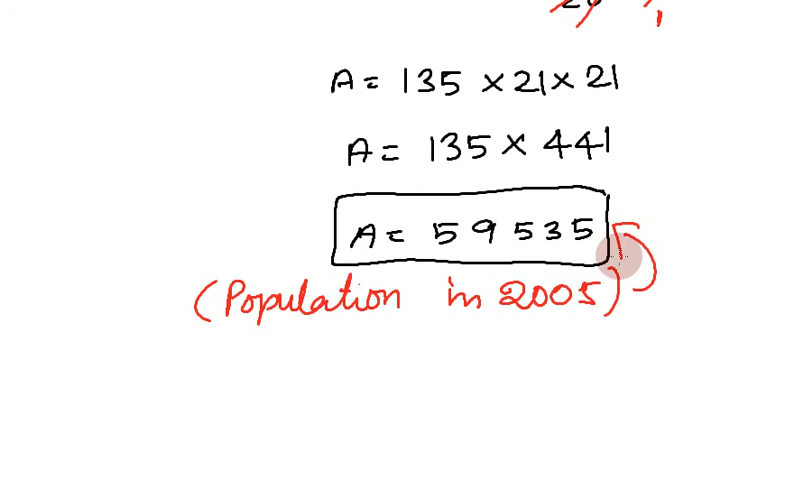 A = 135 × 21 × 21
A = 135 × 441
A = 59535
(Population in 2005)